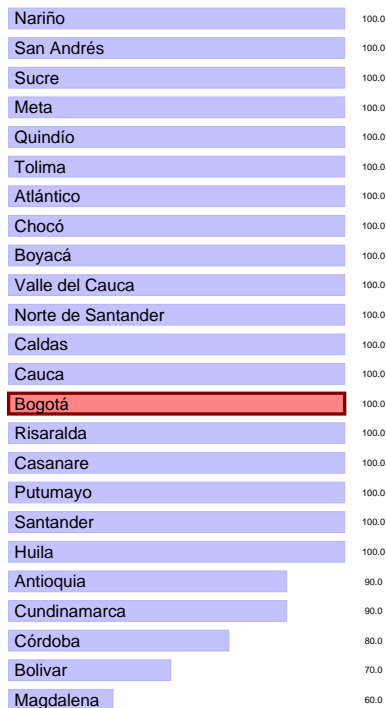 Nariño 100.0
San Andrés 100.0
Sucre 100.0
Meta 100.0
Quindío 100.0
Tolima 100.0
Atlántico 100.0
Chocó 100.0
Boyacá 100.0
Valle del Cauca 100.0
Norte de Santander 100.0
Caldas 100.0
Cauca 100.0
Bogotá 100.0
Risaralda 100.0
Casanare 100.0
Putumayo 100.0
Santander 100.0
Huila 100.0
Antioquia 90.0
Cundinamarca 90.0
Córdoba 80.0
Bolivar 70.0
Magdalena 60.0